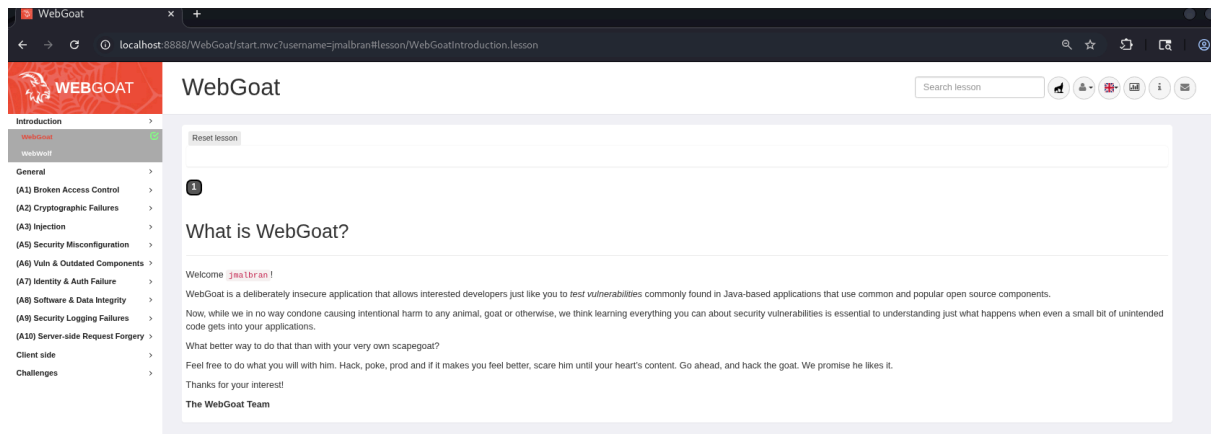 WebGoat
localhost:8888/WebGoat/start.mvc?username=jmalbran#lesson/WebGoatIntroduction.lesson
WEBGOAT
WebGoat
Search lesson
Introduction
WebGoat
WebWolf
General
(A1) Broken Access Control
(A2) Cryptographic Failures
(A3) Injection
(A5) Security Misconfiguration
(A6) Vuln & Outdated Components
(A7) Identity & Auth Failure
(A8) Software & Data Integrity
(A9) Security Logging Failures
(A10) Server-side Request Forgery
Client side
Challenges
Reset lesson
1
What is WebGoat?
Welcome jmalbran!
WebGoat is a deliberately insecure application that allows interested developers just like you to test vulnerabilities commonly found in Java-based applications that use common and popular open source components.
Now, while we in no way condone causing intentional harm to any animal, goat or otherwise, we think learning everything you can about security vulnerabilities is essential to understanding just what happens when even a small bit of unintended
code gets into your applications.
What better way to do that than with your very own scapegoat?
Feel free to do what you will with him. Hack, poke, prod and if it makes you feel better, scare him until your heart's content. Go ahead, and hack the goat. We promise he likes it.
Thanks for your interest!
The WebGoat Team